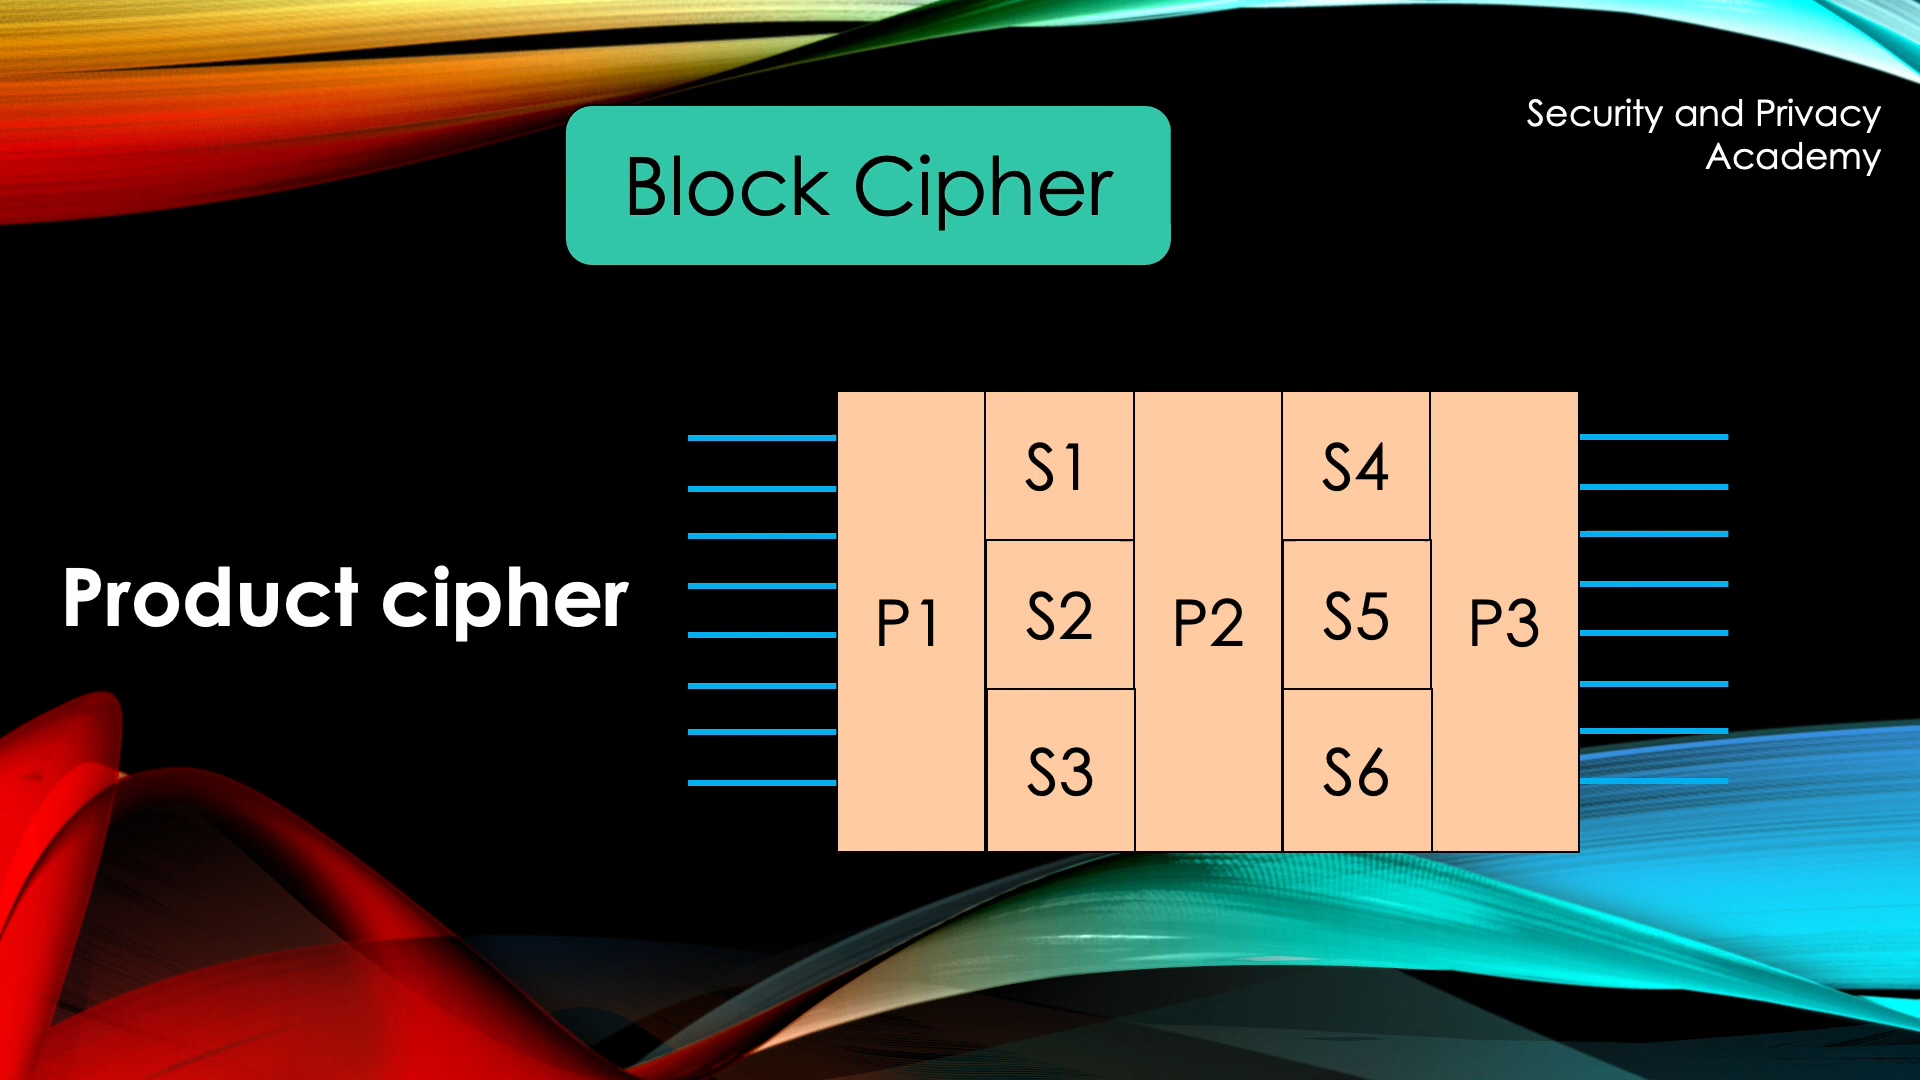 Security and Privacy
Academy
Block Cipher
Product cipher
P1
S1
S2
S3
P2
S4
S5
S6
P3